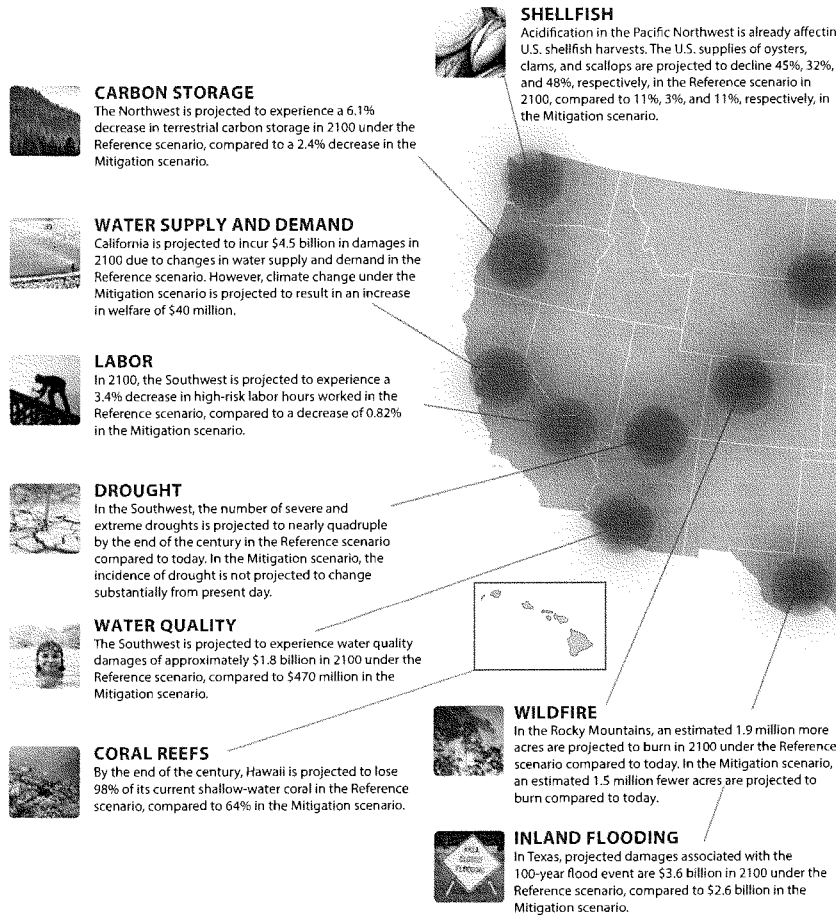 SHELLFISH
Acidification in the Pacific Northwest is already affectin
U.S. shellfish harvests. The U.S. supplies of oysters,
clams, and scallops are projected to decline 45%, 32%,
and 48%, respectively, in the Reference scenario in
2100, compared to 11%, 3%, and 11%, respectively, in
the Mitigation scenario.
CARBON STORAGE
The Northwest is projected to experience a 6.1%
decrease in terrestrial carbon storage in 2100 under the
Reference scenario, compared to a 2.4% decrease in the
Mitigation scenario.
WATER SUPPLY AND DEMAND
California is projected to incur $4.5 billion in damages in
2100 due to changes in water supply and demand in the
Reference scenario. However, climate change under the
Mitigation scenario is projected to result in an increase
in welfare of $40 million.
LABOR
In 2100, the Southwest is projected to experience a
3.4% decrease in high-risk labor hours worked in the
Reference scenario, compared to a decrease of 0.82%
in the Mitigation scenario.
DROUGHT
In the Southwest, the number of severe and
extreme droughts is projected to nearly quadruple
by the end of the century in the Reference scenario
compared to today. In the Mitigation scenario, the
incidence of drought is not projected to change
substantially from present day.
WATER QUALITY
The Southwest is projected to experience water quality
damages of approximately $1.8 billion in 2100 under the
Reference scenario, compared to $470 million in the
Mitigation scenario.
CORAL REEFS
By the end of the century, Hawaii is projected to lose
98% of its current shallow-water coral in the Reference
scenario, compared to 64% in the Mitigation scenario.
WILDFIRE
In the Rocky Mountains, an estimated 1.9 million more
acres are projected to burn in 2100 under the Reference
scenario compared to today. In the Mitigation scenario,
an estimated 1.5 million fewer acres are projected to
burn compared to today.
INLAND FLOODING
In Texas, projected damages associated with the
100-year flood event are $3.6 billion in 2100 under the
Reference scenario, compared to $2.6 billion in the
Mitigation scenario.